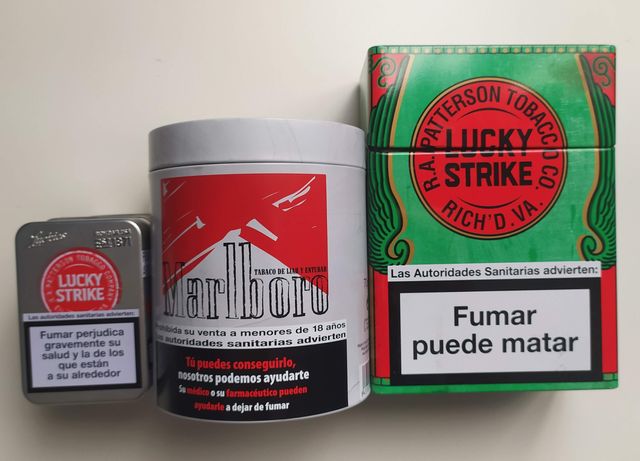 LUCKY
STRIKE
R.A. PATTERSON TOBACCO COMPANY
Las autoridades sanitarias advierten:
Fumar perjudica
gravemente su
salud y la de los
que están
a su alrededor
TABACO DE LIAR Y ENTUBAR
Marlboro
prohibida su venta a menores de 18 años
Las autoridades sanitarias advierten
Tú puedes conseguirlo,
nosotros podemos ayudarte
Su médico o su farmacéutico pueden
ayudarle a dejar de fumar
R.A. PATTERSON TOBACCO CO.
LUCKY
STRIKE
RICH'D. VA.
Las Autoridades Sanitarias advierten:
Fumar
puede matar